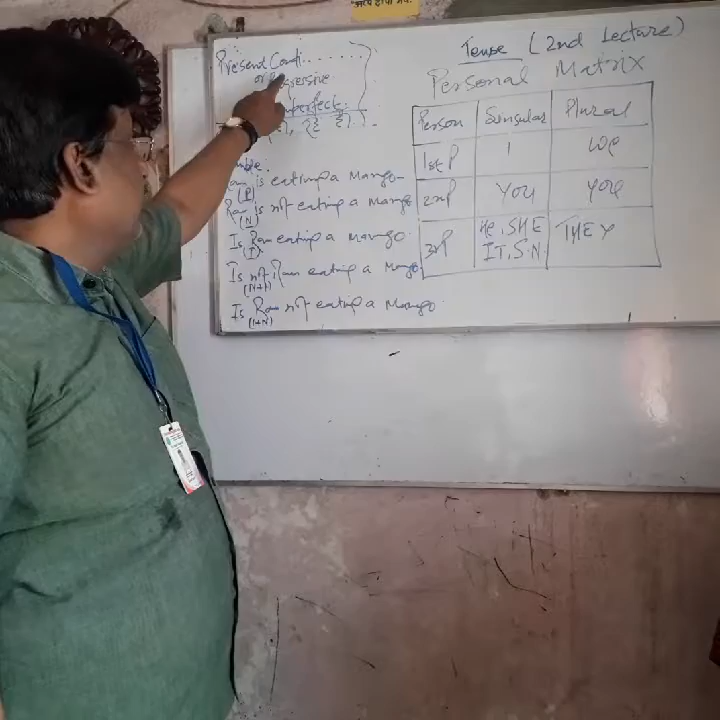 Tense (2nd Lecture)
Personal Matrix
Present Conti......
or Progressive
Imperfect.
Person Singular Plural
1st P I We
2nd P You You
3rd P He, SHE THEY
IT, S.N
Ram is eating a Mango
(P)
Ram is not eating a Mango
(N)
Is Ram eating a Mango
(I)
Is not Ram eating a Mango
Is Ram not eating a Mango
(I+N)